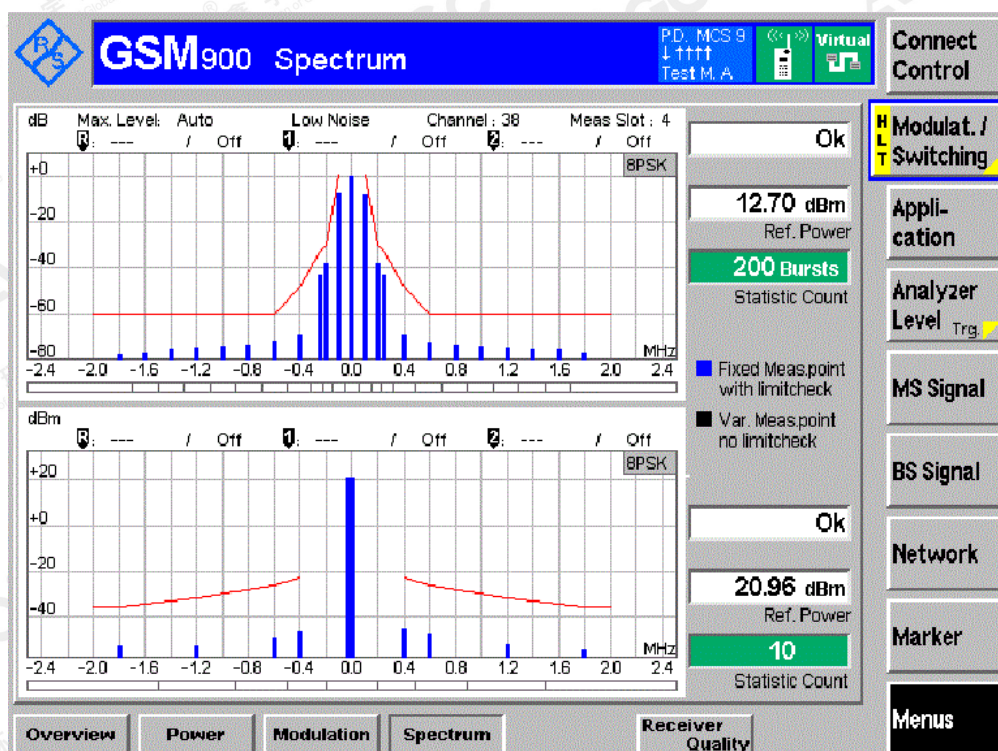 R/S
GSM900 Spectrum
P.D. MCS 9
↓ ↑↑↑↑
Test M. A
Virtual
Connect
Control
dB Max. Level: Auto Low Noise Channel : 38 Meas Slot : 4
R: --- / Off 1: --- / Off 2: --- / Off
8PSK
+0
-20
-40
-60
-80
MHz
-2.4 -2.0 -1.6 -1.2 -0.8 -0.4 0.0 0.4 0.8 1.2 1.6 2.0 2.4
Ok
12.70 dBm
Ref. Power
200 Bursts
Statistic Count
Fixed Meas.point
with limitcheck
Var. Meas.point
no limitcheck
dBm
R: --- / Off 1: --- / Off 2: --- / Off
8PSK
+20
+0
-20
-40
MHz
-2.4 -2.0 -1.6 -1.2 -0.8 -0.4 0.0 0.4 0.8 1.2 1.6 2.0 2.4
Ok
20.96 dBm
Ref. Power
10
Statistic Count
HLT
Modulat. /
Switching
Appli-
cation
Analyzer
Level Trg.
MS Signal
BS Signal
Network
Marker
Menus
Overview
Power
Modulation
Spectrum
Receiver
Quality